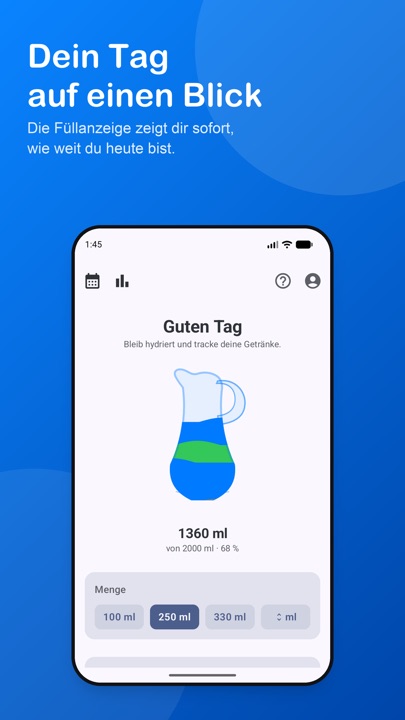 Dein Tag
auf einen Blick
Die Füllanzeige zeigt dir sofort,
wie weit du heute bist.
1:45
Guten Tag
Bleib hydriert und tracke deine Getränke.
1360 ml
von 2000 ml · 68 %
Menge
100 ml 250 ml 330 ml ml